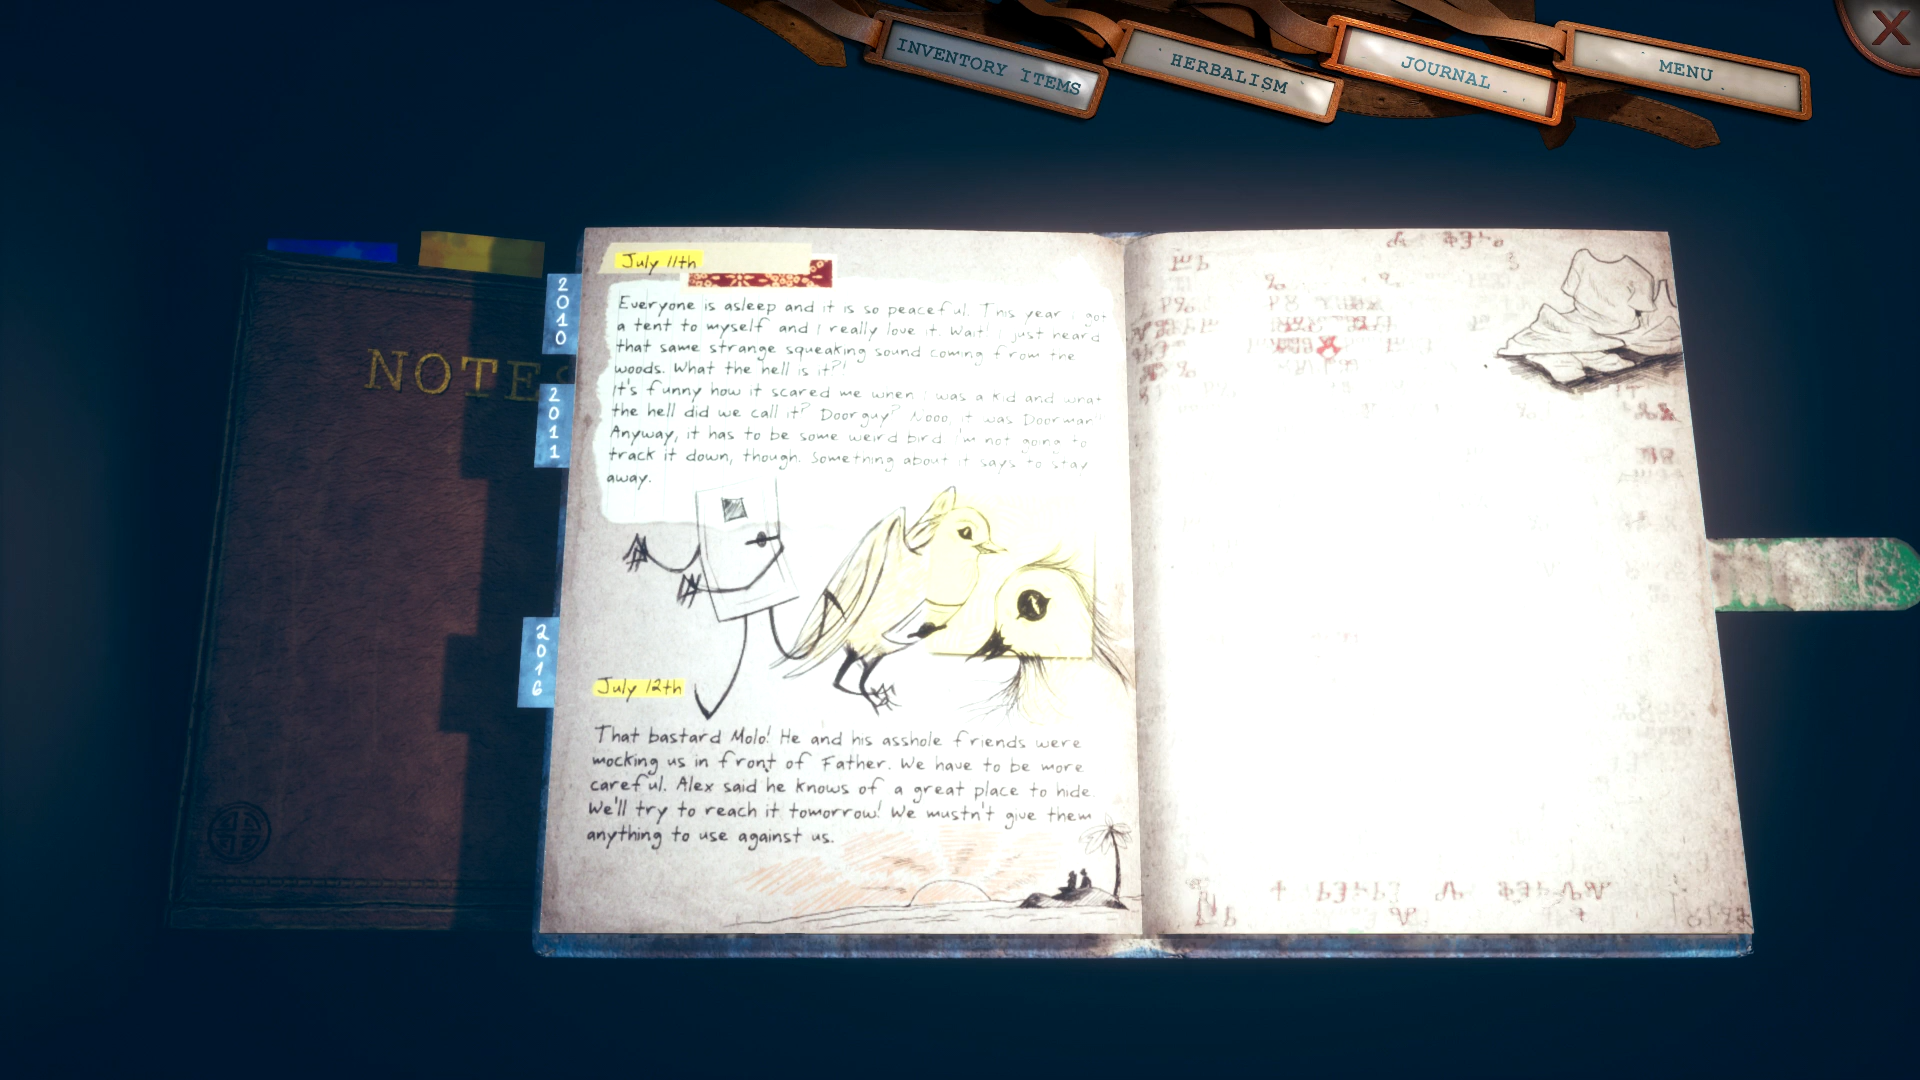 INVENTORY ITEMS
HERBALISM
JOURNAL
MENU
X
NOTES
2010
2011
2016
July 11th
Everyone is asleep and it is so peaceful. This year i got
a tent to myself and I really love it. Wait! I just heard
that same strange squeaking sound coming from the
woods. What the hell is it?!
It's funny how it scared me when I was a kid and what
the hell did we call it? Doorguy? Nooo, it was Doorman!
Anyway, it has to be some weird bird. I'm not going to
track it down, though. Something about it says to stay
away.
July 12th
That bastard Molo! He and his asshole friends were
mocking us in front of Father. We have to be more
careful. Alex said he knows of a great place to hide.
We'll try to reach it tomorrow! We mustn't give them
anything to use against us.